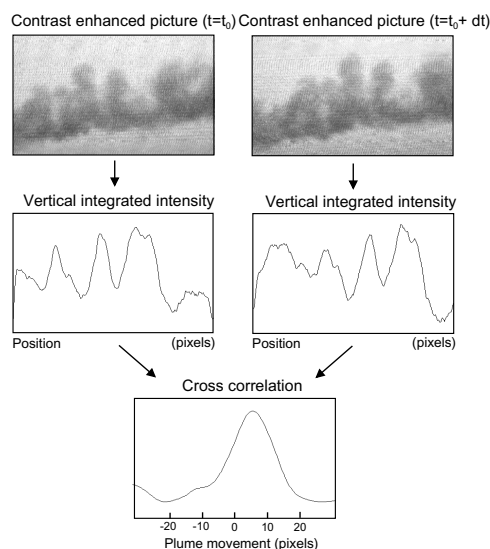 Contrast enhanced picture (t=t₀)
Contrast enhanced picture (t=t₀+ dt)
Vertical integrated intensity
Vertical integrated intensity
Position (pixels)
Position (pixels)
Cross correlation
-20 -10 0 10 20
Plume movement (pixels)